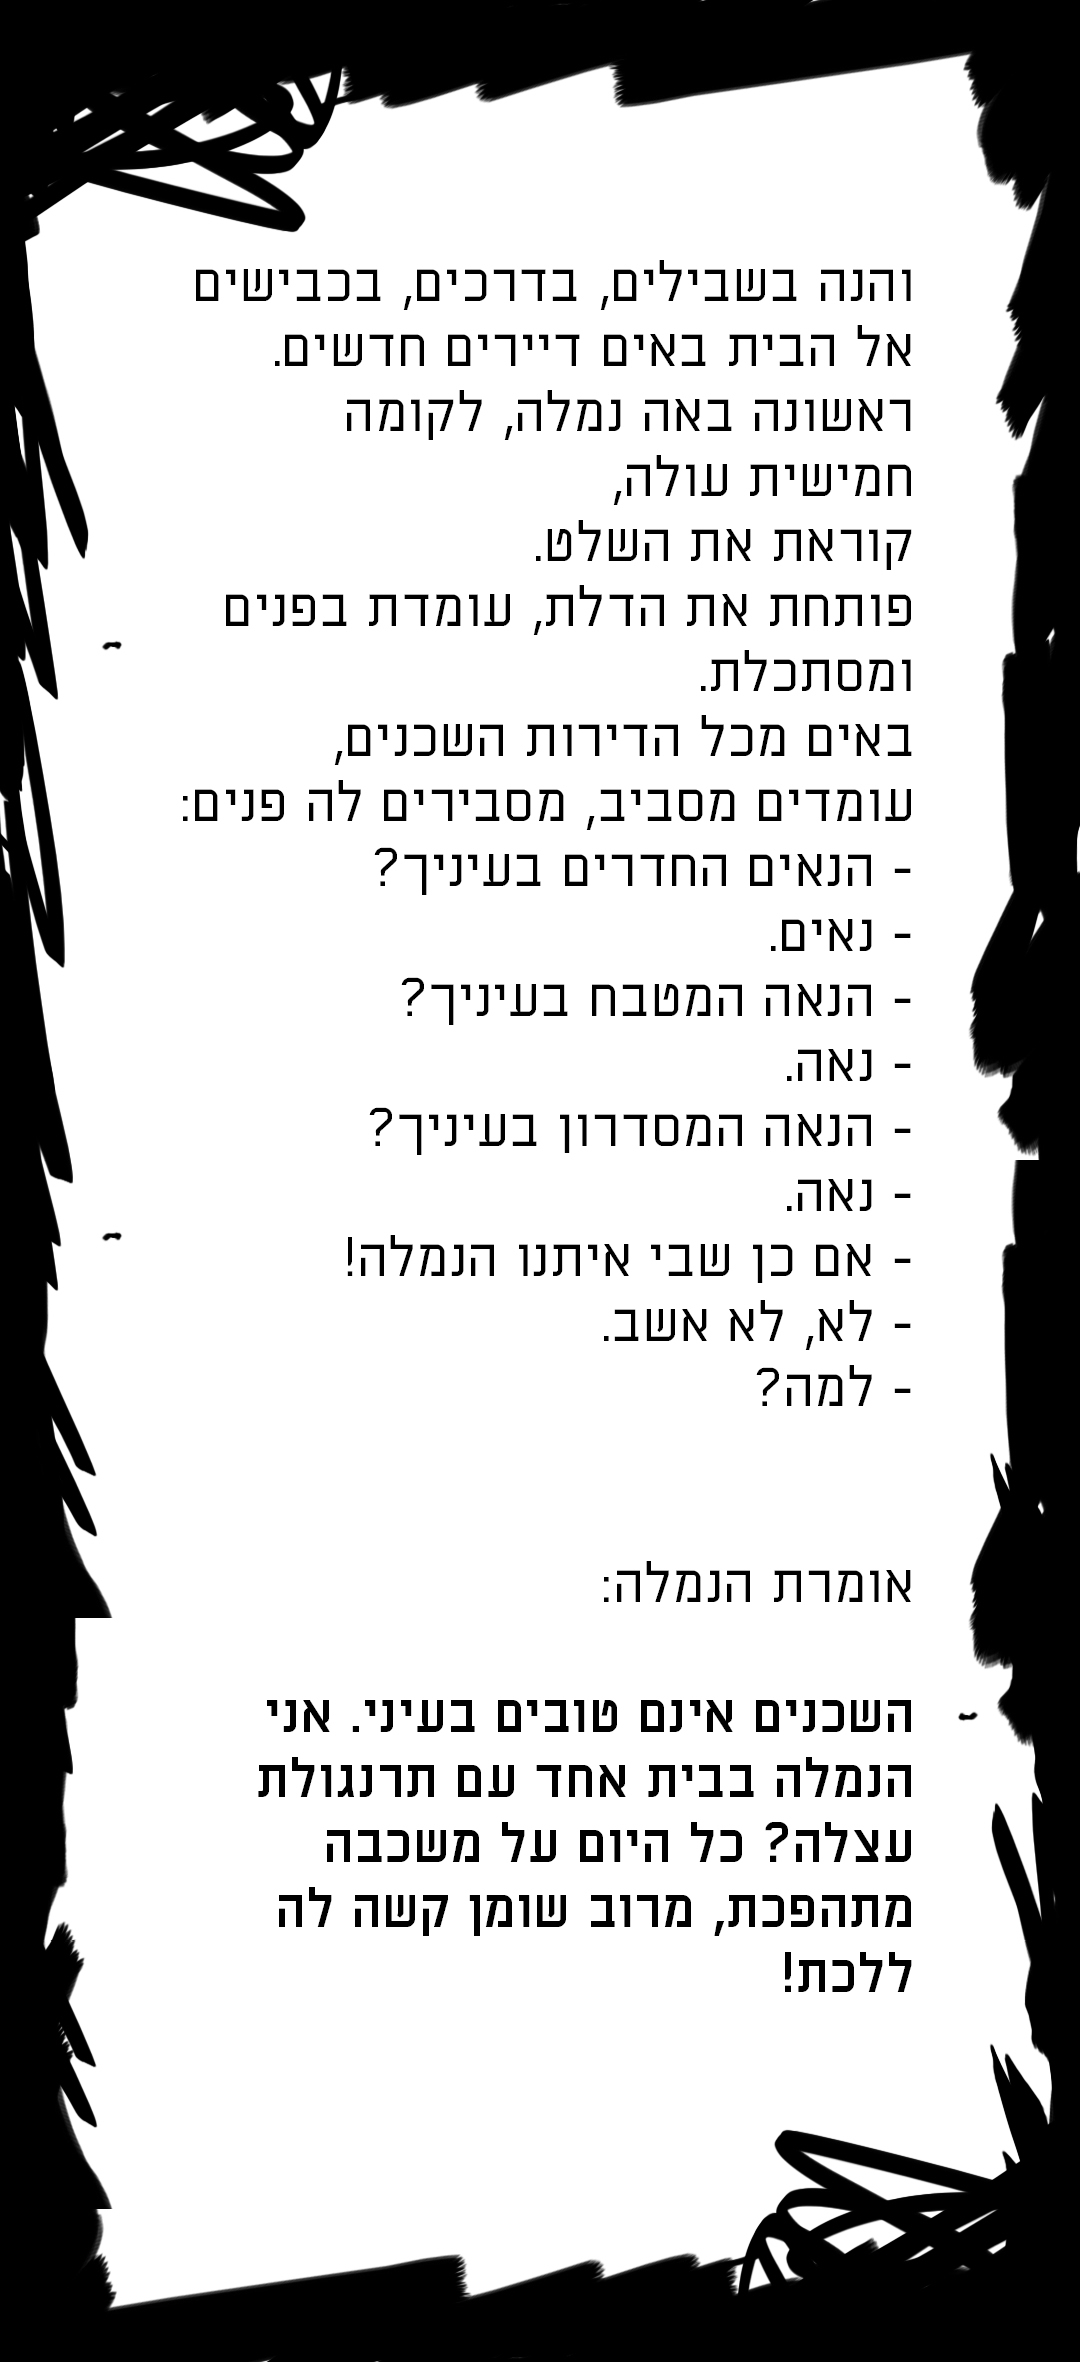 והנה בשבילים, בדרכים, בכבישים
אל הבית באים דיירים חדשים.
ראשונה באה נמלה, לקומה
חמישית עולה,
קוראת את השלט.
פותחת את הדלת, עומדת בפנים
ומסתכלת.
באים מכל הדירות השכנים,
עומדים מסביב, מסבירים לה פנים:
- הנאים החדרים בעיניך?
- נאים.
- הנאה המטבח בעיניך?
- נאה.
- הנאה המסדרון בעיניך?
- נאה.
- אם כן שבי איתנו הנמלה!
- לא, לא אשב.
- למה?
אומרת הנמלה:
השכנים אינם טובים בעיני. אני
הנמלה בבית אחד עם תרנגולת
עצלה? כל היום על משכבה
מתהפכת, מרוב שומן קשה לה
ללכת!